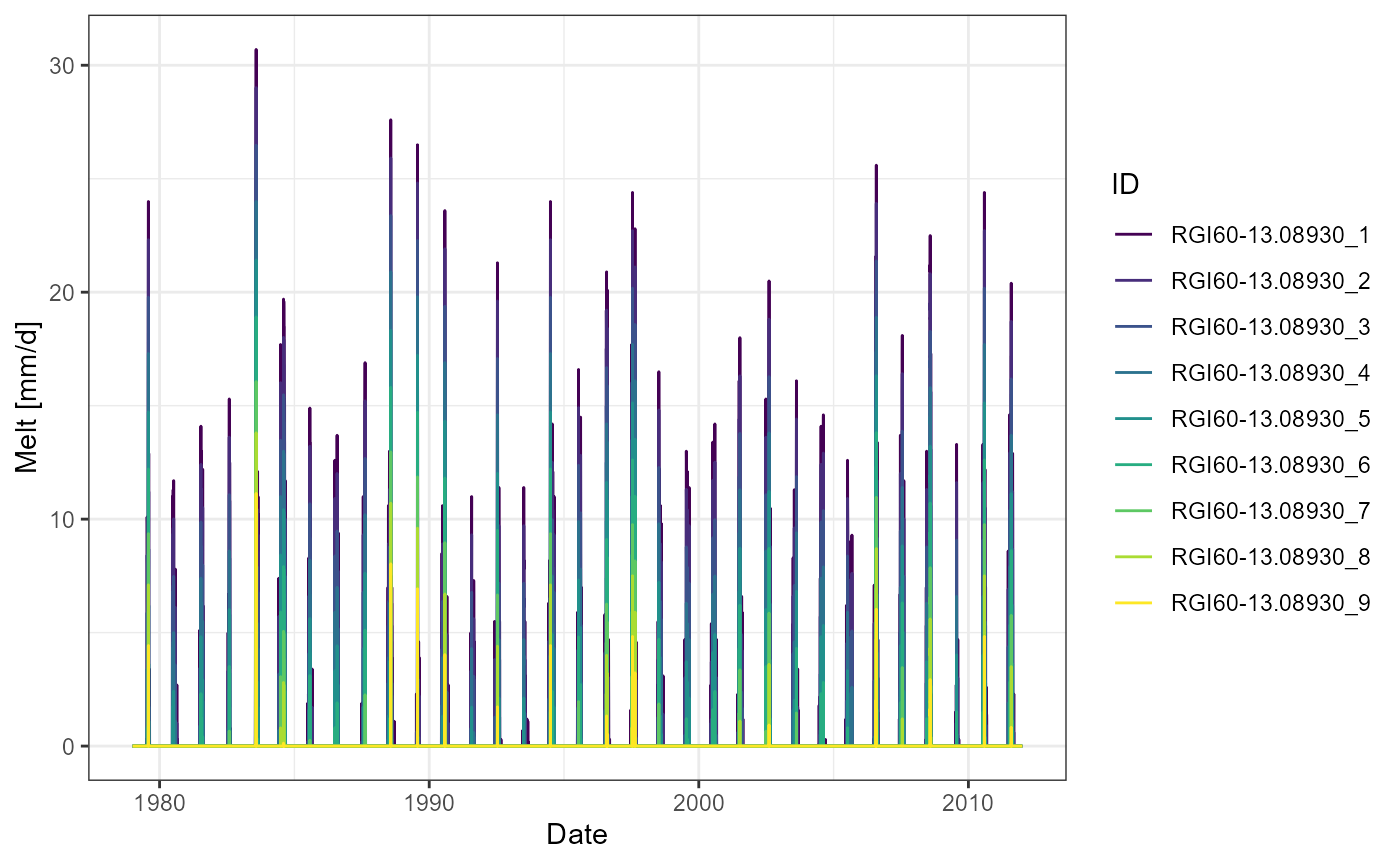 Melt [mm/d]
30
20
10
0
1980 1990 2000 2010
Date
ID
RGI60-13.08930_1
RGI60-13.08930_2
RGI60-13.08930_3
RGI60-13.08930_4
RGI60-13.08930_5
RGI60-13.08930_6
RGI60-13.08930_7
RGI60-13.08930_8
RGI60-13.08930_9